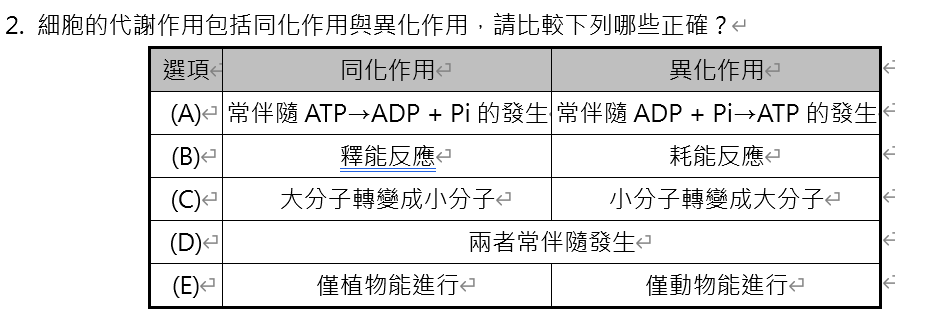 2. 細胞的代謝作用包括同化作用與異化作用，請比較下列哪些正確？
選項 同化作用 異化作用
(A) 常伴隨 ATP→ADP + Pi 的發生 常伴隨 ADP + Pi→ATP 的發生
(B) 釋能反應 耗能反應
(C) 大分子轉變成小分子 小分子轉變成大分子
(D) 兩者常伴隨發生
(E) 僅植物能進行 僅動物能進行